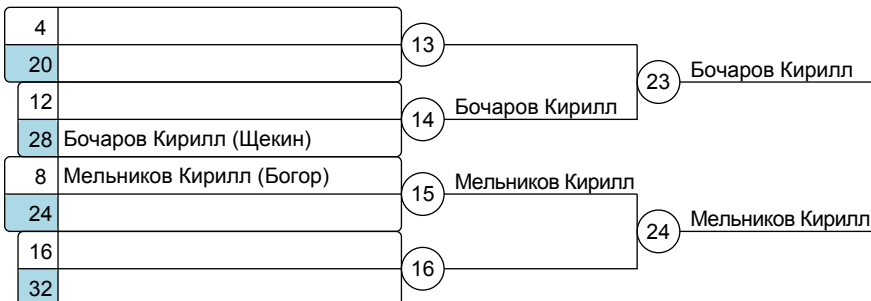 4
13
20
23 Бочаров Кирилл
12
14 Бочаров Кирилл
28 Бочаров Кирилл (Щекин)
8 Мельников Кирилл (Богор)
15 Мельников Кирилл
24
24 Мельников Кирилл
16
16
32